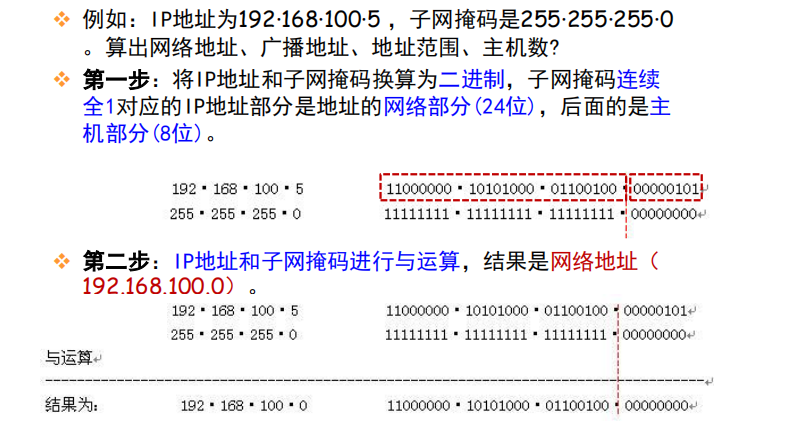 ❖ 例如：IP地址为192·168·100·5 ，子网掩码是255·255·255·0
。算出网络地址、广播地址、地址范围、主机数?
❖ 第一步：将IP地址和子网掩码换算为二进制，子网掩码连续
全1对应的IP地址部分是地址的网络部分(24位)，后面的是主
机部分(8位)。
192·168·100·5 11000000·10101000·01100100·00000101↵
255·255·255·0 11111111·11111111·11111111·00000000↵
❖ 第二步：IP地址和子网掩码进行与运算，结果是网络地址（
192.168.100.0）。
192·168·100·5 11000000·10101000·01100100·00000101↵
255·255·255·0 11111111·11111111·11111111·00000000↵
与运算↵
-----------------------------------------------------------------------------------↵
结果为: 192·168·100·0 11000000·10101000·01100100·00000000↵